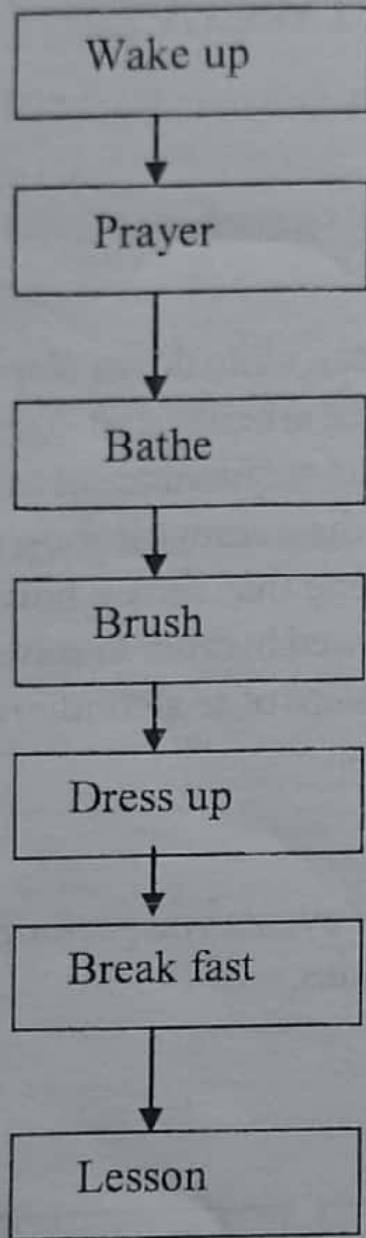 Wake up
Prayer
Bathe
Brush
Dress up
Break fast
Lesson